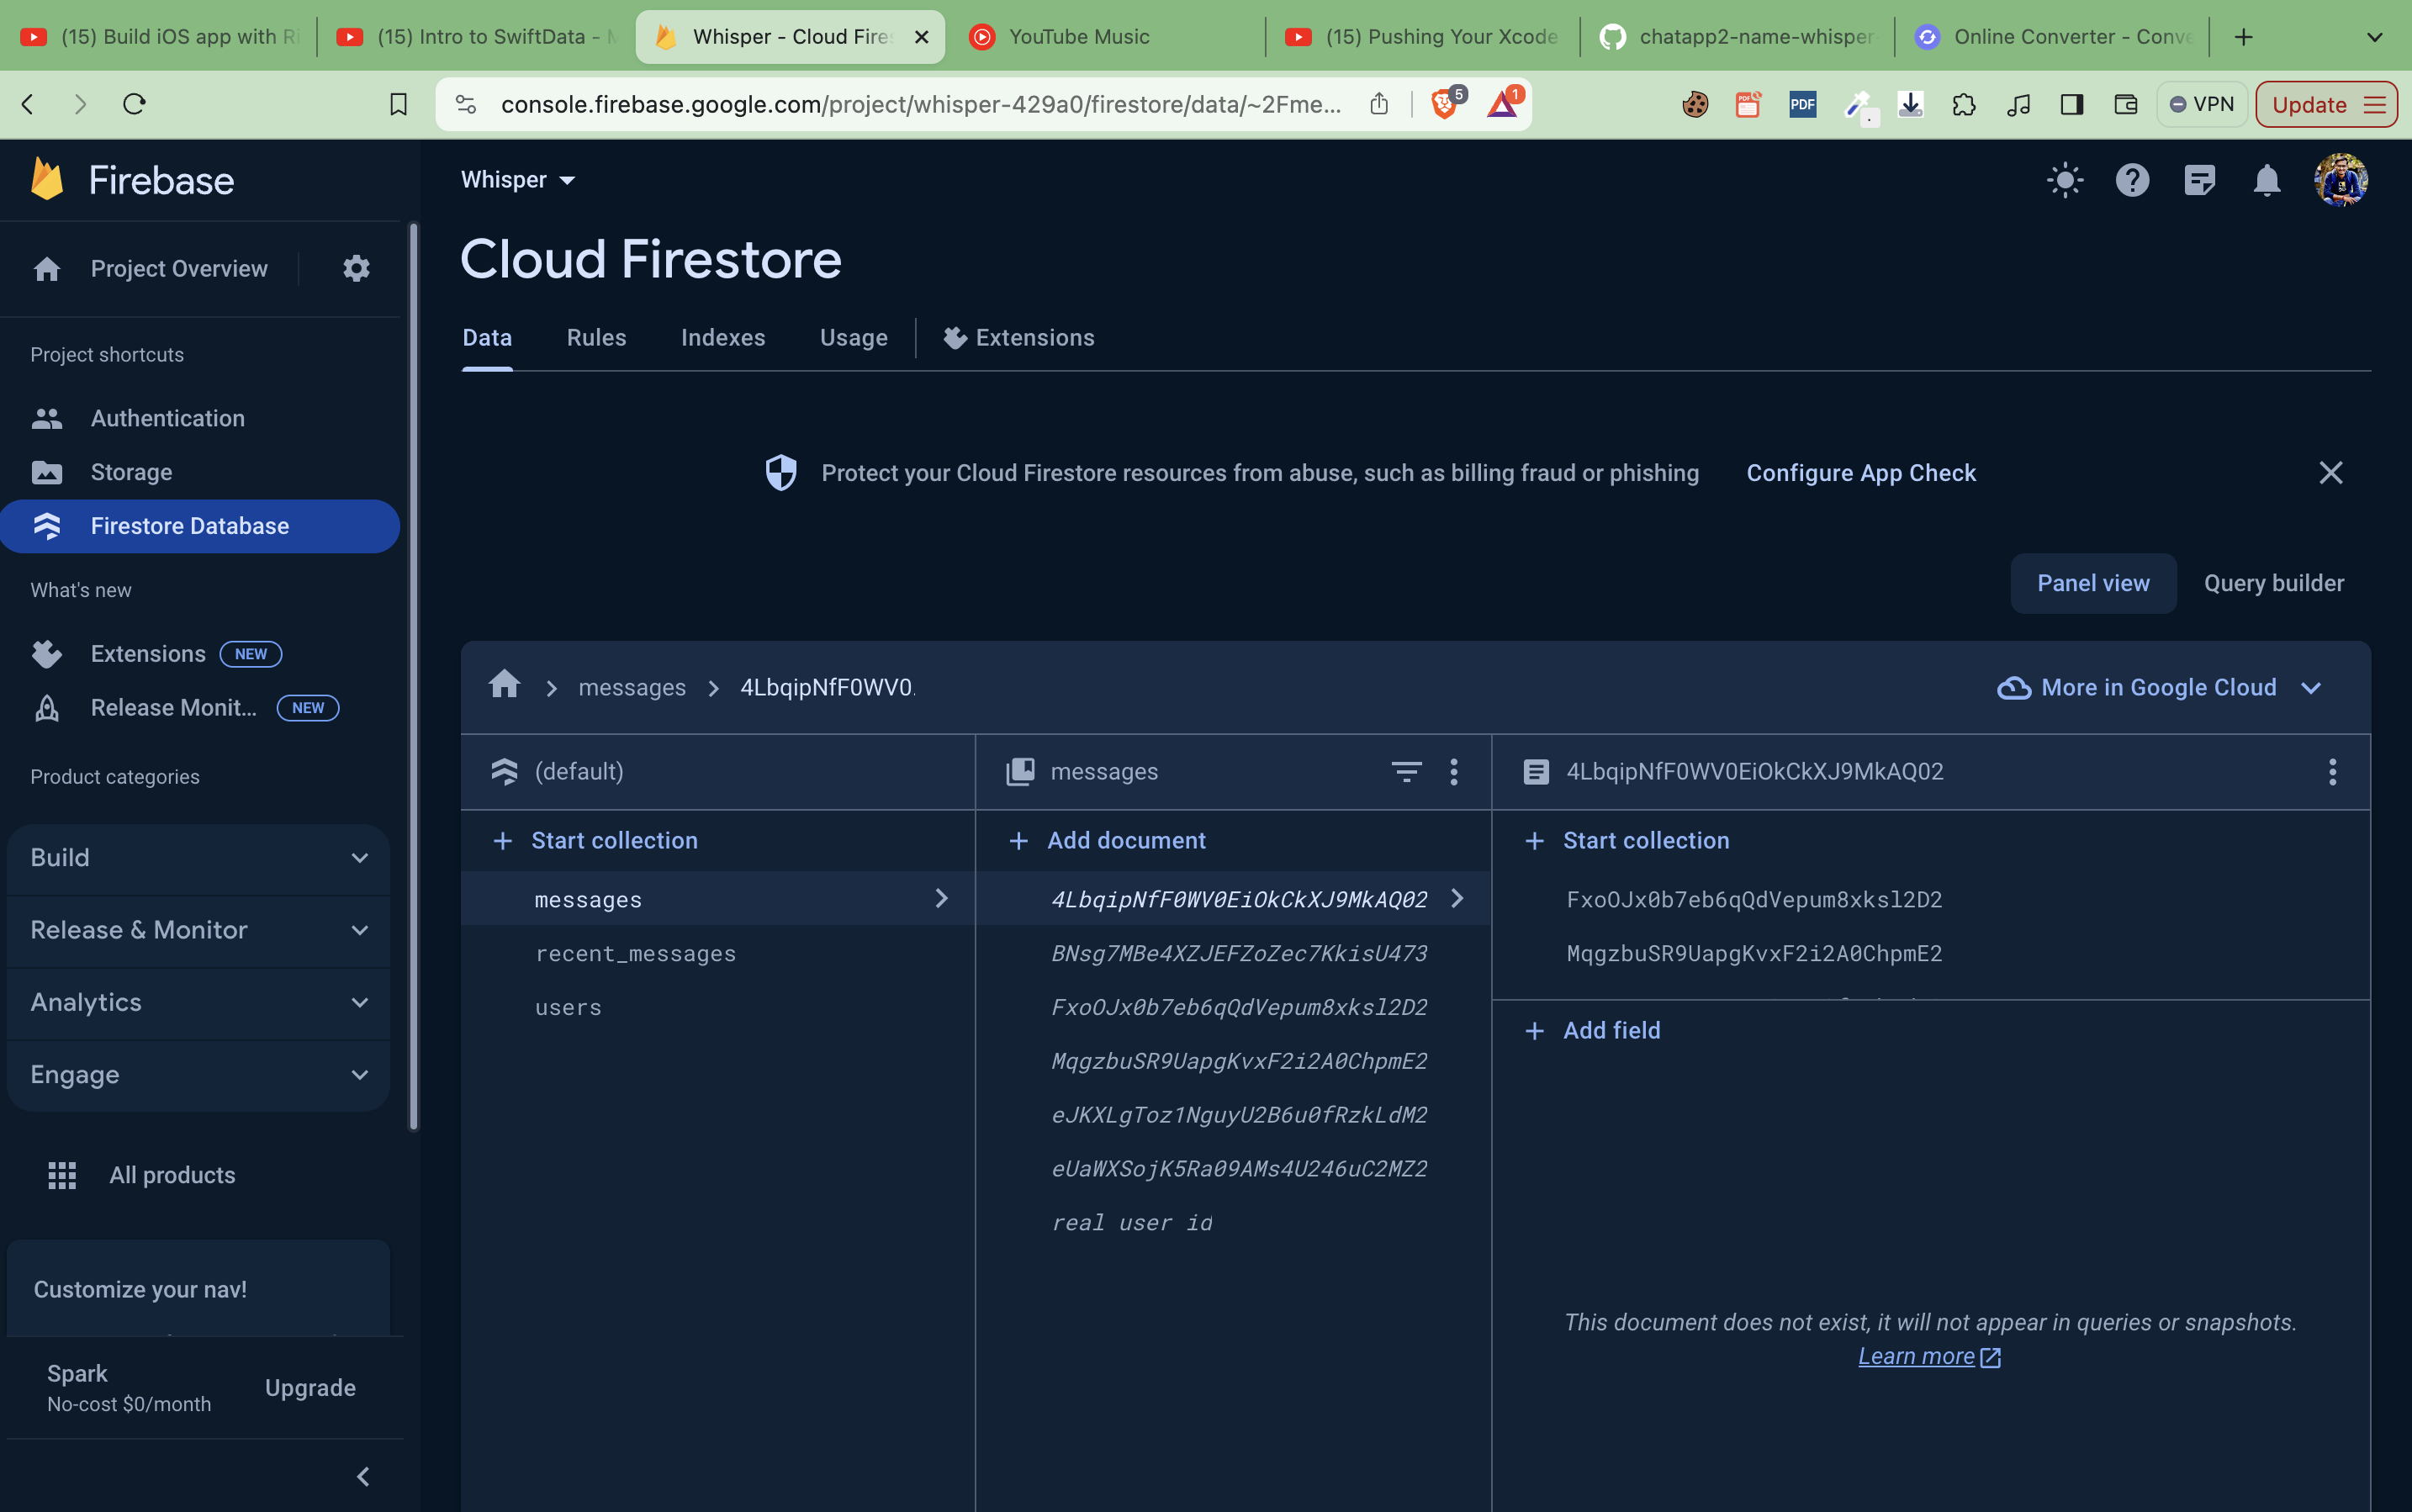 (15) Build iOS app with Ri
(15) Intro to SwiftData - M
Whisper - Cloud Fire
YouTube Music
(15) Pushing Your Xcode
chatapp2-name-whisper-
Online Converter - Conve
console.firebase.google.com/project/whisper-429a0/firestore/data/~2Fme...
5
1
PDF
PDF
VPN
Update
Firebase
Whisper
Project Overview
Cloud Firestore
Data
Rules
Indexes
Usage
Extensions
Project shortcuts
Authentication
Storage
Firestore Database
Protect your Cloud Firestore resources from abuse, such as billing fraud or phishing
Configure App Check
What's new
Extensions NEW
Release Monit... NEW
Product categories
Build
Release & Monitor
Analytics
Engage
All products
Customize your nav!
Spark
No-cost $0/month
Upgrade
Panel view
Query builder
messages
4LbqipNfF0WV0.
More in Google Cloud
(default)
Start collection
messages
recent_messages
users
messages
Add document
4LbqipNfF0WV0EiOkCkXJ9MkAQ02
BNsg7MBe4XZJEFZoZec7KkisU473
FxoOJx0b7eb6qQdVepum8xksl2D2
MqgzbuSR9UapgKvxF2i2A0ChpmE2
eJKXLgToz1NguyU2B6u0fRzkLdM2
eUaWXSojK5Ra09AMs4U246uC2MZ2
real user id
4LbqipNfF0WV0EiOkCkXJ9MkAQ02
Start collection
FxoOJx0b7eb6qQdVepum8xksl2D2
MqgzbuSR9UapgKvxF2i2A0ChpmE2
Add field
This document does not exist, it will not appear in queries or snapshots.
Learn more